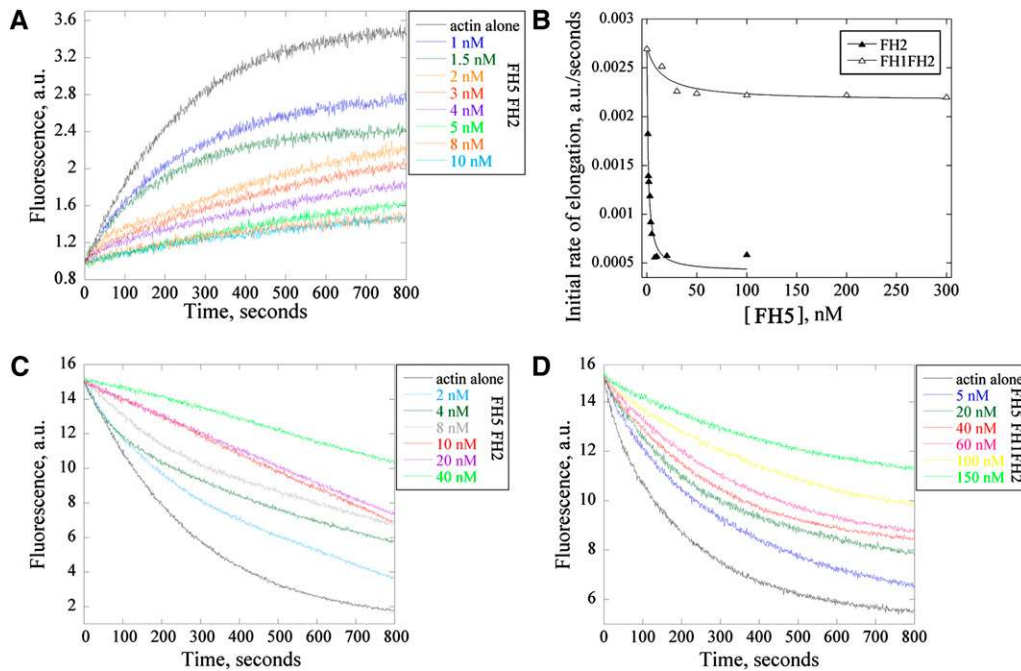 A
Fluorescence, a.u.
3.6
3.2
2.8
2.4
2.0
1.6
1.2
0.8
0 100 200 300 400 500 600 700 800
Time, seconds
actin alone
1 nM
1.5 nM
2 nM
3 nM
4 nM
5 nM
8 nM
10 nM
FH5 FH2
B
Initial rate of elongation, a.u./seconds
0.003
0.0025
0.002
0.0015
0.001
0.0005
0 50 100 150 200 250 300
[FH5], nM
FH2
FH1FH2
C
Fluorescence, a.u.
16
14
12
10
8
6
4
2
0 100 200 300 400 500 600 700 800
Time, seconds
actin alone
2 nM
4 nM
8 nM
10 nM
20 nM
40 nM
FH5 FH2
D
Fluorescence, a.u.
16
14
12
10
8
6
0 100 200 300 400 500 600 700 800
Time, seconds
actin alone
5 nM
20 nM
40 nM
60 nM
100 nM
150 nM
FH5 FH1FH2